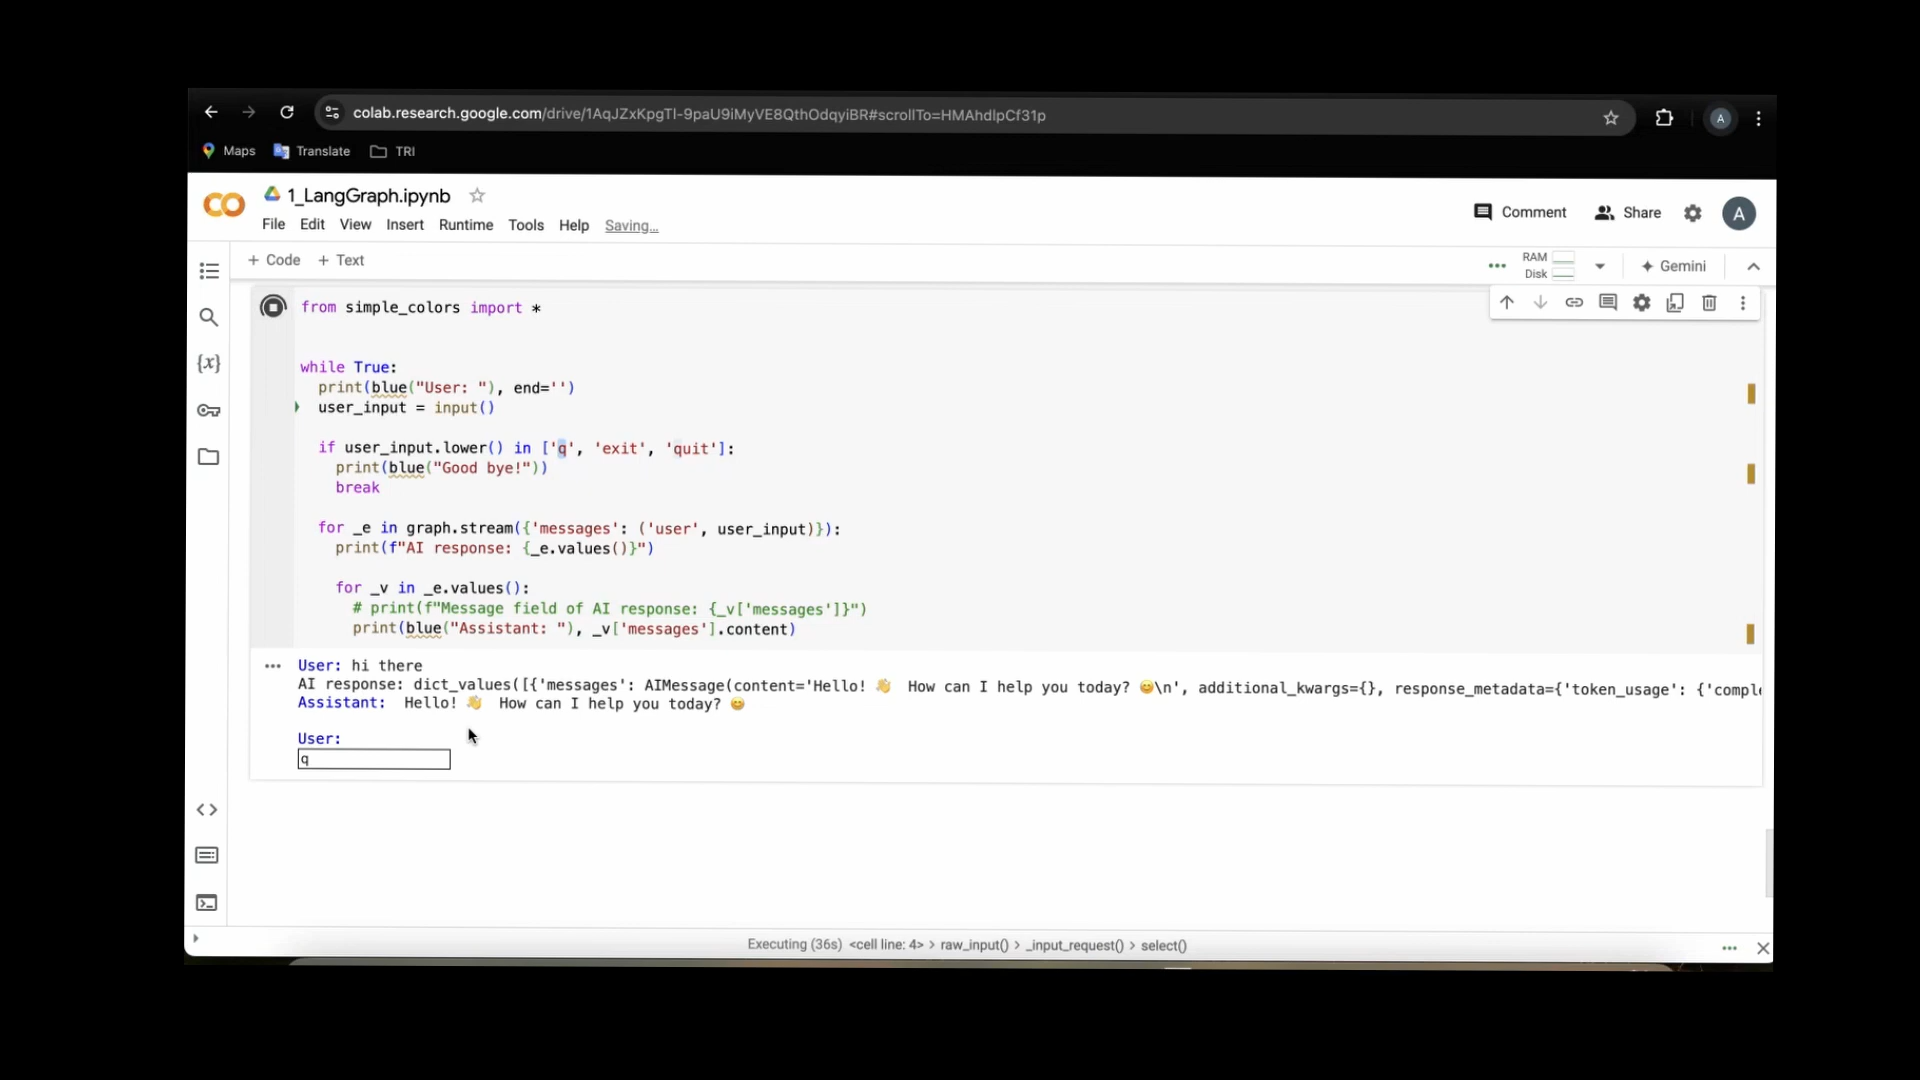 colab.research.google.com/drive/1AqJZxKpgTI-9paU9iMyVE8QthOdqyiBR#scrollTo=HMAhdlpCf31p
A
Maps Translate TRI
1_LangGraph.ipynb
File Edit View Insert Runtime Tools Help Saving...
Comment Share A
+ Code + Text
RAM
Disk
Gemini
from simple_colors import *
while True:
print(blue("User: "), end='')
user_input = input()
if user_input.lower() in ['q', 'exit', 'quit']:
print(blue("Good bye!"))
break
for _e in graph.stream({'messages': ('user', user_input)}):
print(f"AI response: {_e.values()}")
for _v in _e.values():
# print(f"Message field of AI response: {_v['messages']}")
print(blue("Assistant: "), _v['messages'].content)
User: hi there
AI response: dict_values([{'messages': AIMessage(content='Hello! 👋 How can I help you today? 😊\n', additional_kwargs={}, response_metadata={'token_usage': {'comple
Assistant: Hello! 👋 How can I help you today? 😊
User:
q
Executing (36s) <cell line: 4> > raw_input() > _input_request() > select()